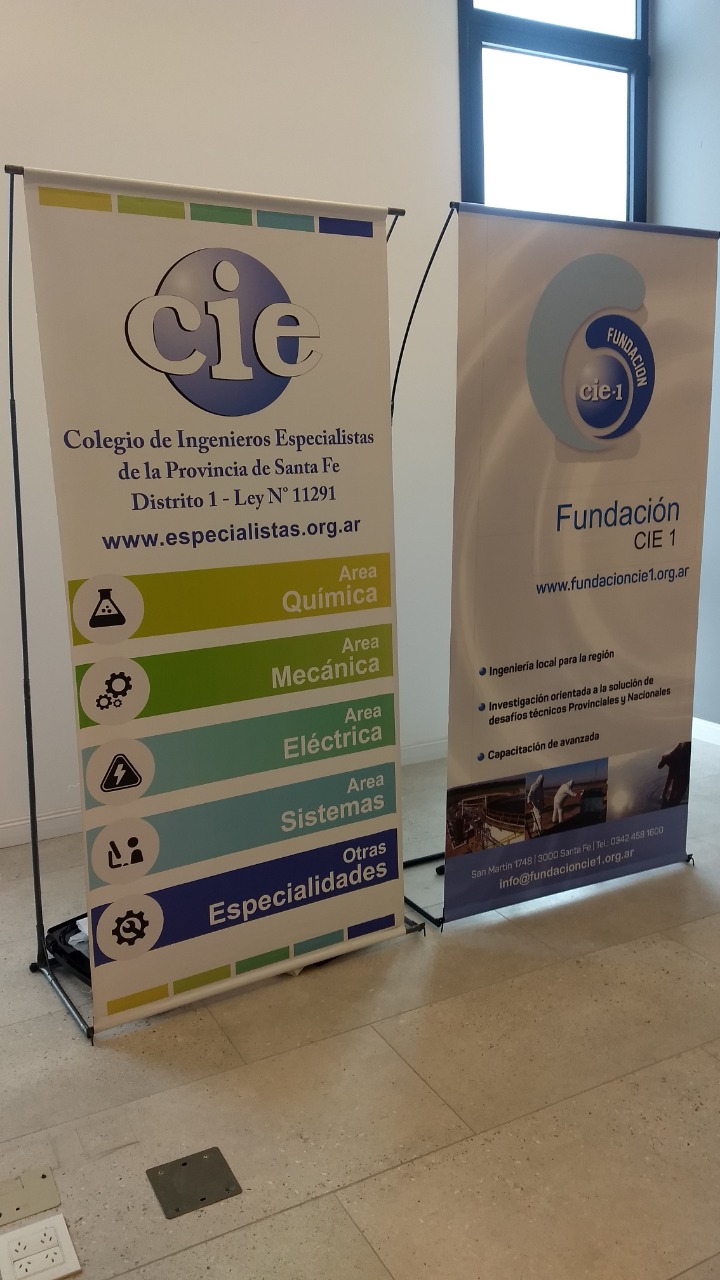 cie
Colegio de Ingenieros Especialistas
de la Provincia de Santa Fe
Distrito 1 - Ley N° 11291
www.especialistas.org.ar
Area
Química
Area
Mecánica
Area
Eléctrica
Area
Sistemas
Otras
Especialidades
FUNDACION
cie·1
Fundación
CIE 1
www.fundacioncie1.org.ar
Ingeniería local para la región
Investigación orientada a la solución de
desafíos técnicos Provinciales y Nacionales
Capacitación de avanzada
San Martín 1748 | 3000 Santa Fe | Tel. 0342 458 1600
info@fundacioncie1.org.ar